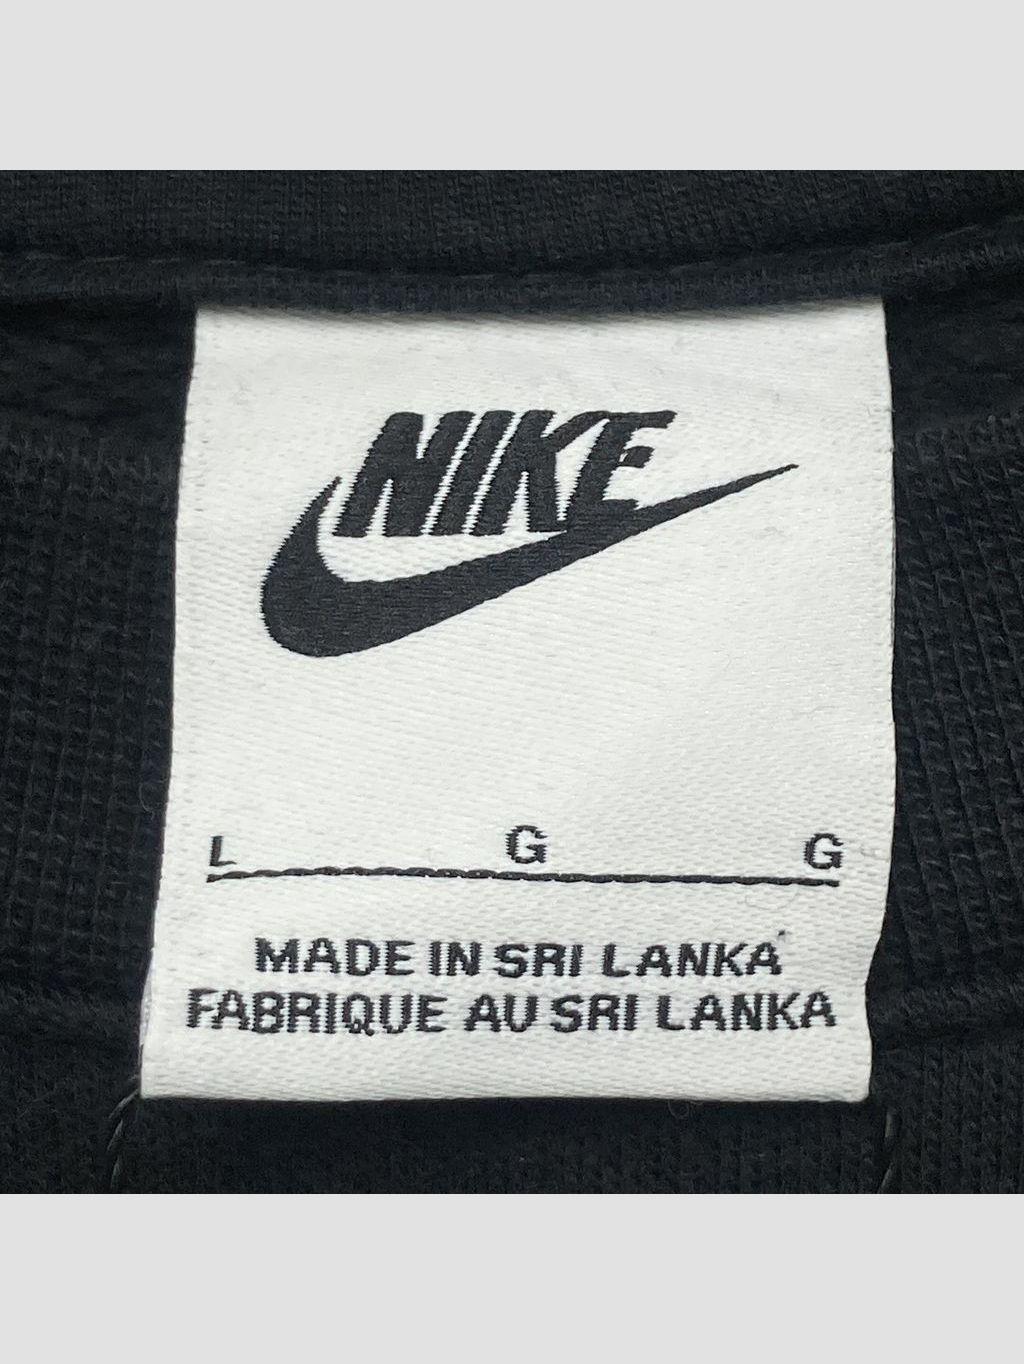 NIKE
L G G
MADE IN SRI LANKA
FABRIQUE AU SRI LANKA